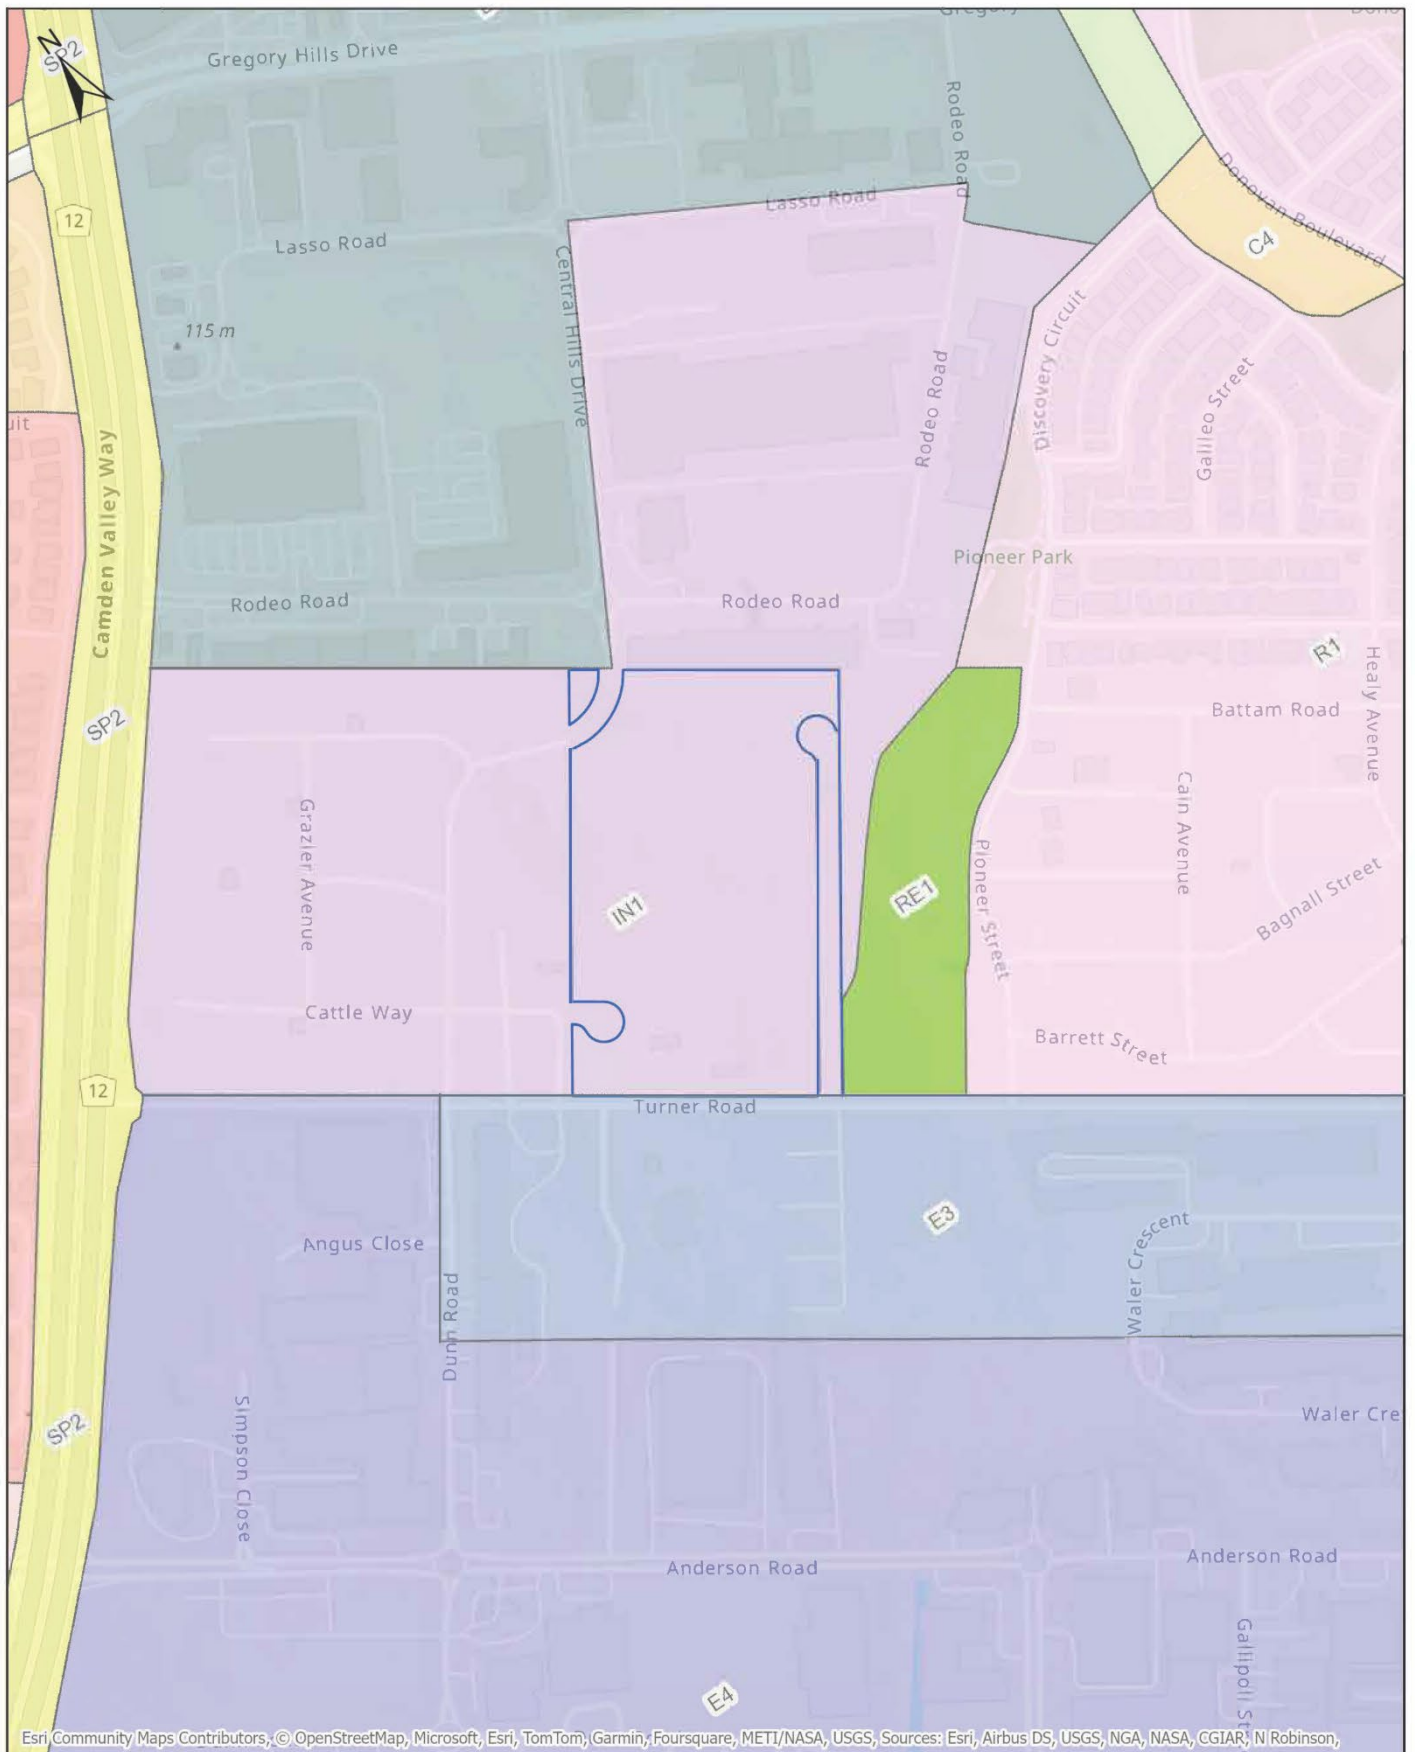 N
SP2
Gregory Hills Drive
Gregory
Rodeo Road
12
Lasso Road
Lasso Road
Donovan Boulevard
C4
Central Hills Drive
115 m
Discovery Circuit
Galileo Street
Rodeo Road
uit
Camden Valley Way
Pioneer Park
Rodeo Road
Rodeo Road
R1
Healy Avenue
SP2
Battam Road
Grazier Avenue
Cain Avenue
IN1
RE1
Pioneer Street
Bagnall Street
Cattle Way
Barrett Street
12
Turner Road
E3
Angus Close
Waler Crescent
Dunn Road
SP2
Simpson Close
Waler Cre
Anderson Road
Anderson Road
Gallipoli St
E4
Esri Community Maps Contributors, © OpenStreetMap, Microsoft, Esri, TomTom, Garmin, Foursquare, METI/NASA, USGS, Sources: Esri, Airbus DS, USGS, NGA, NASA, CGIAR, N Robinson,